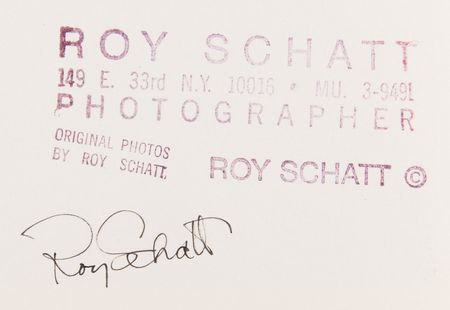 ROY SCHATT
149 E. 33rd N.Y. 10016 • MU. 3-9491
PHOTOGRAPHER
ORIGINAL PHOTOS
BY ROY SCHATT
ROY SCHATT ©
Roy Schatt